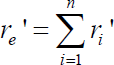 $r_e' = \sum_{i=1}^{n} r_i'$